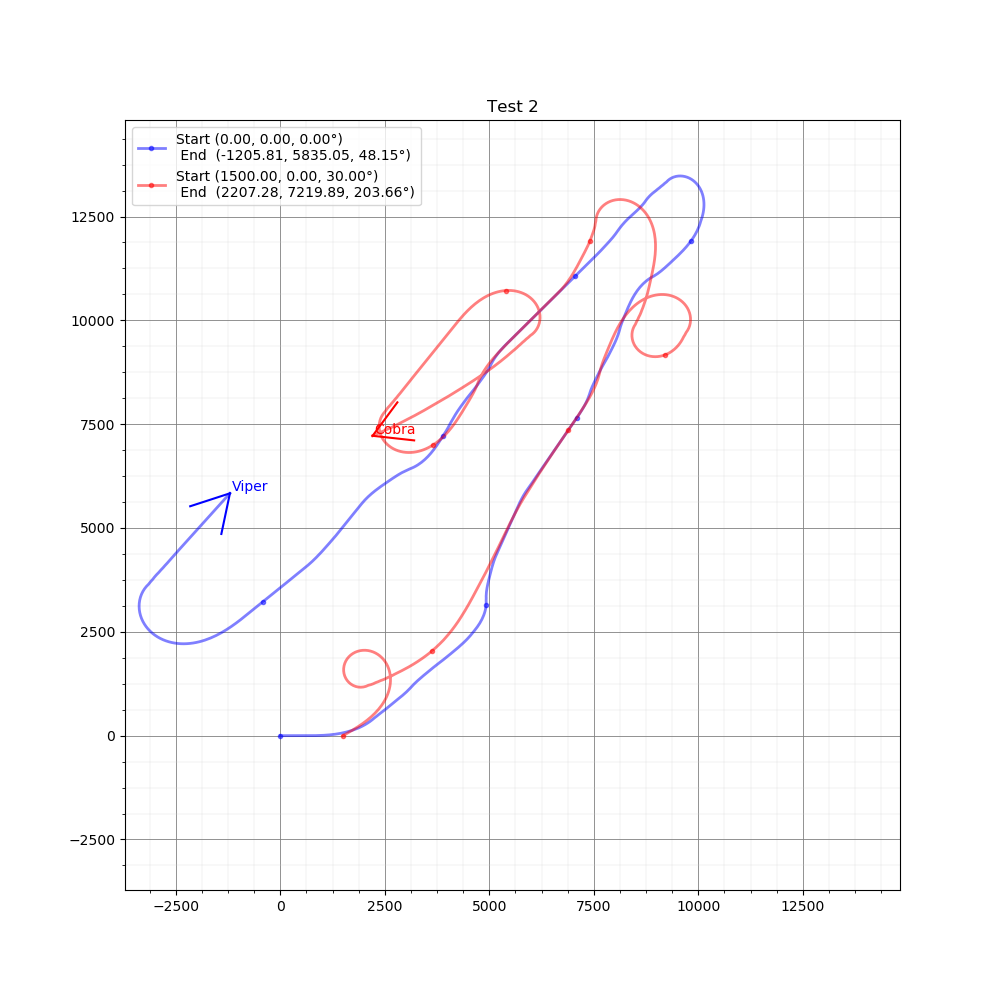 Test 2
Start (0.00, 0.00, 0.00°)
End (-1205.81, 5835.05, 48.15°)
Start (1500.00, 0.00, 30.00°)
End (2207.28, 7219.89, 203.66°)
12500
10000
7500
5000
2500
0
−2500
Cobra
Viper
−2500 0 2500 5000 7500 10000 12500